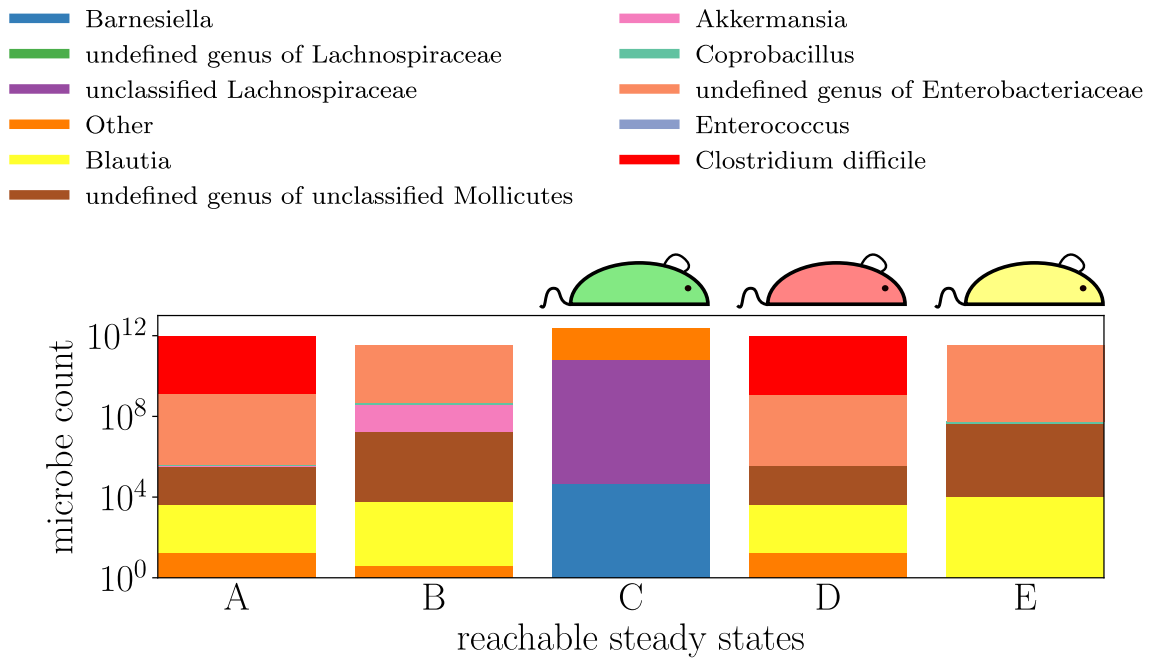 Barnesiella
undefined genus of Lachnospiraceae
unclassified Lachnospiraceae
Other
Blautia
undefined genus of unclassified Mollicutes
Akkermansia
Coprobacillus
undefined genus of Enterobacteriaceae
Enterococcus
Clostridium difficile
microbe count
10^12
10^8
10^4
10^0
A B C D E
reachable steady states